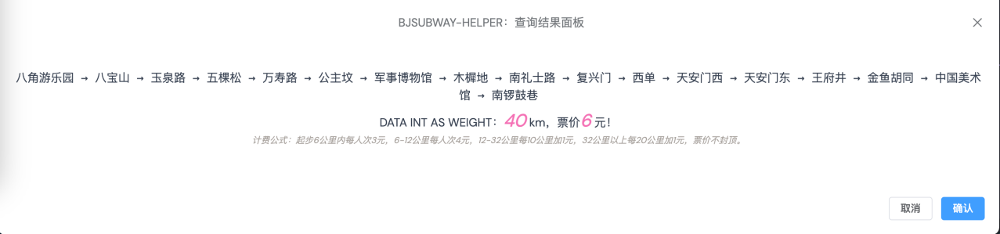 BJSUBWAY-HELPER：查询结果面板
八角游乐园 → 八宝山 → 玉泉路 → 五棵松 → 万寿路 → 公主坟 → 军事博物馆 → 木樨地 → 南礼士路 → 复兴门 → 西单 → 天安门西 → 天安门东 → 王府井 → 金鱼胡同 → 中国美术
馆 → 南锣鼓巷
DATA INT AS WEIGHT：40 km，票价6 元！
计费公式：起步6公里内每人次3元，6-12公里每人次4元，12-32公里每10公里加1元，32公里以上每20公里加1元，票价不封顶。
取消 确认